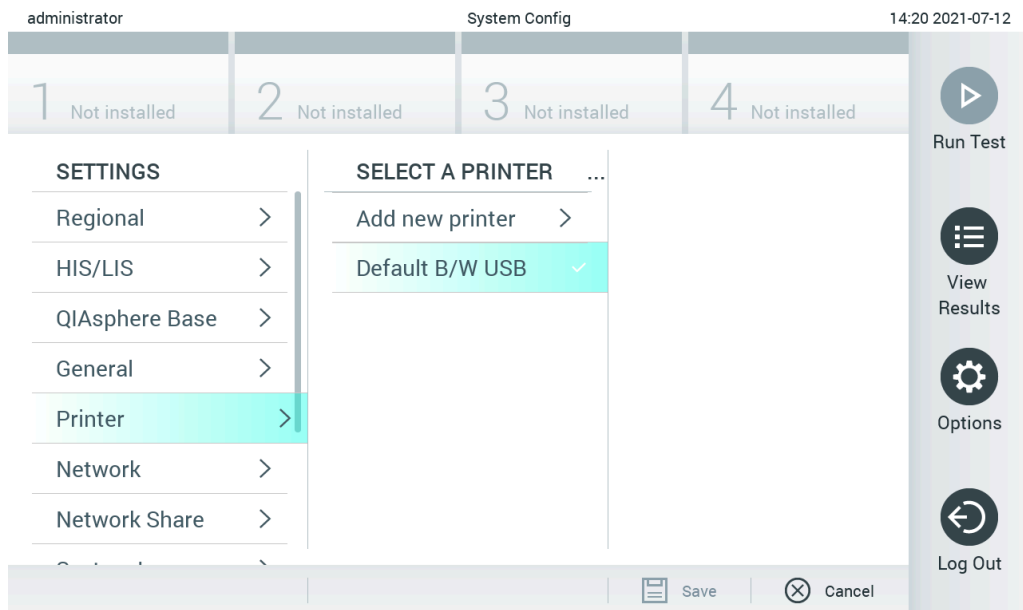 administrator
System Config
14:20 2021-07-12
1 Not installed
2 Not installed
3 Not installed
4 Not installed
Run Test
SETTINGS
Regional
HIS/LIS
QIAsphere Base
General
Printer
Network
Network Share
SELECT A PRINTER ...
Add new printer
Default B/W USB
View
Results
Options
Log Out
Save
Cancel